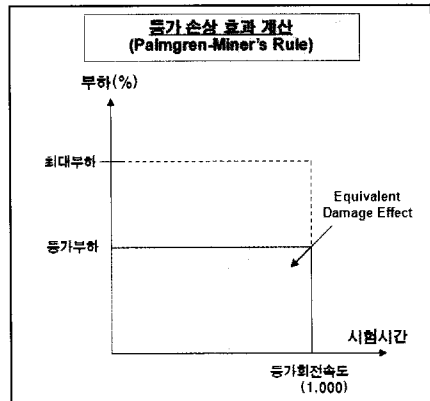 등가 손상 효과 계산
(Palmgren-Miner's Rule)
부하(%)
최대부하
Equivalent
Damage Effect
등가부하
시험시간
등가회전속도
(1,000)